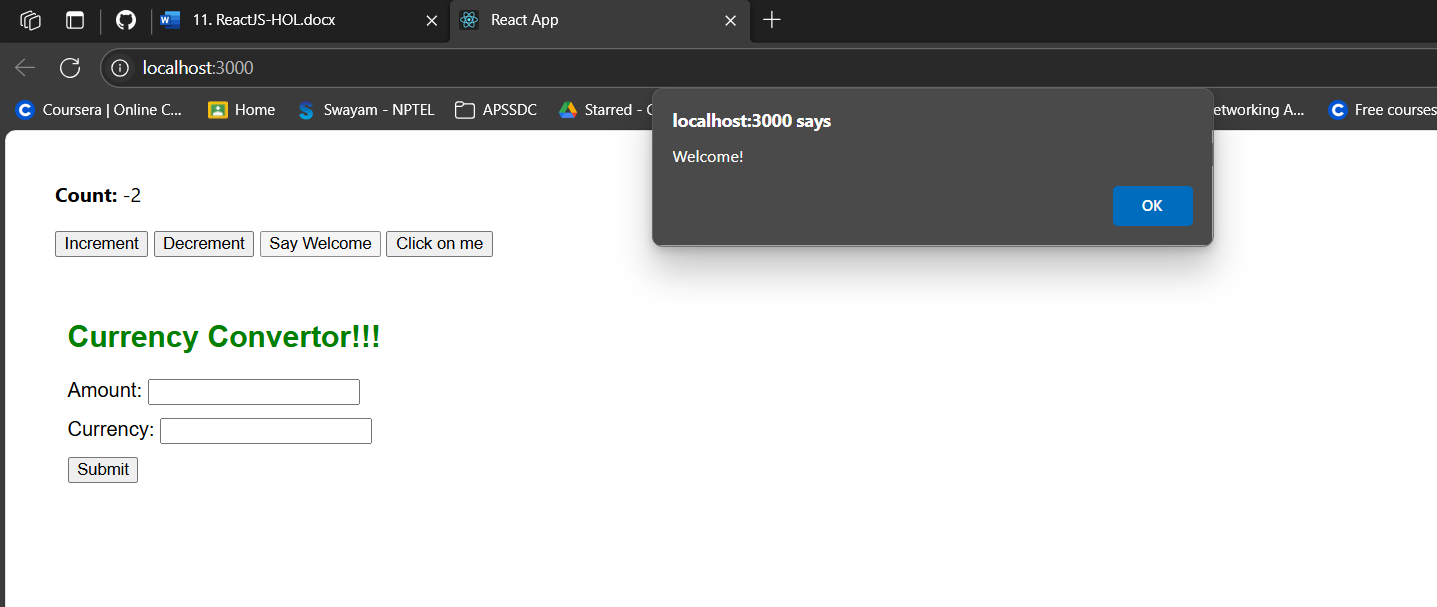 11. ReactJS-HOL.docx
React App
localhost:3000
Coursera | Online C...
Home
Swayam - NPTEL
APSSDC
Starred -
etworking A...
Free courses
localhost:3000 says
Welcome!
OK
Count: -2
Increment
Decrement
Say Welcome
Click on me
Currency Convertor!!!
Amount:
Currency:
Submit